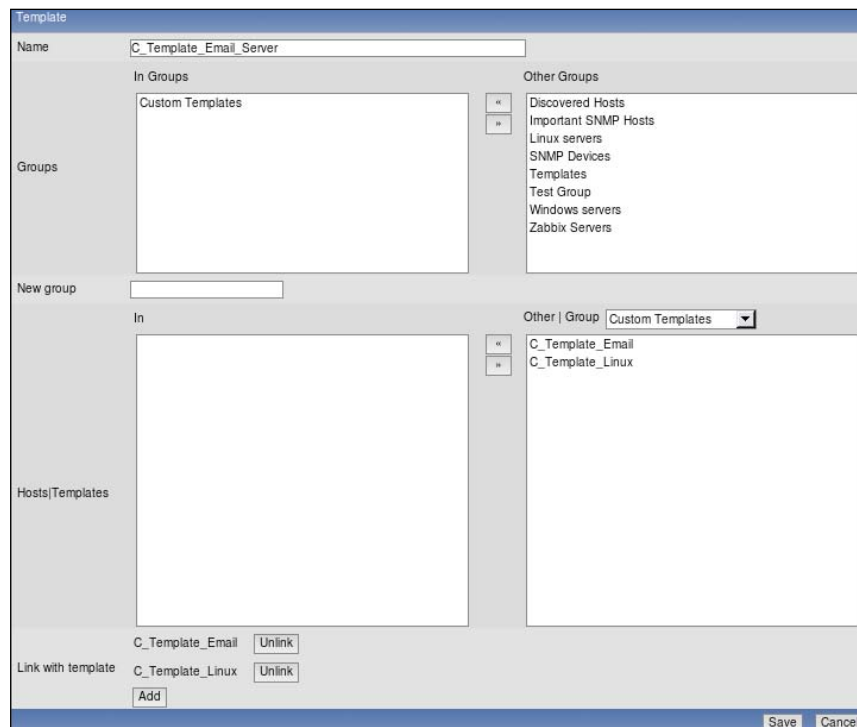 Template
Name C_Template_Email_Server
In Groups Other Groups
Groups
Custom Templates
«
»
Discovered Hosts
Important SNMP Hosts
Linux servers
SNMP Devices
Templates
Test Group
Windows servers
Zabbix Servers
New group
In Other | Group Custom Templates
Hosts|Templates
«
»
C_Template_Email
C_Template_Linux
Link with template
C_Template_Email Unlink
C_Template_Linux Unlink
Add
Save Cancel